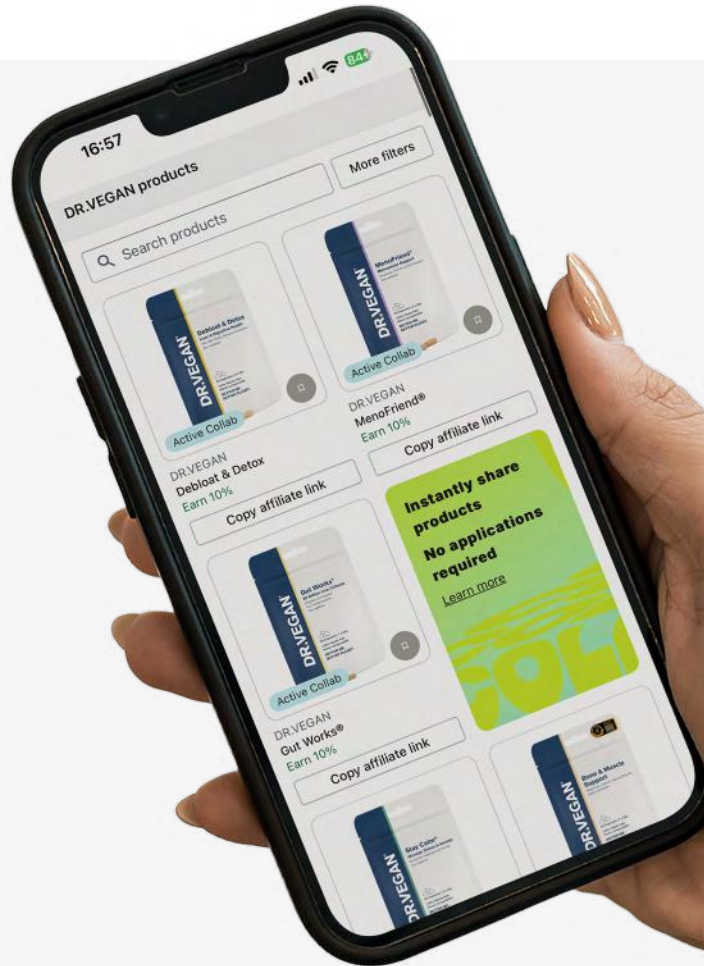 16:57
84
DR.VEGAN products
Search products
More filters
DR.VEGAN
Debloat & Detox
Active Collab
DR.VEGAN
Debloat & Detox
Earn 10%
Copy affiliate link
DR.VEGAN
MenoFriend®
Active Collab
DR.VEGAN
MenoFriend®
Earn 10%
Copy affiliate link
DR.VEGAN
Gut Works®
Active Collab
DR.VEGAN
Gut Works®
Earn 10%
Copy affiliate link
Instantly share
products
No applications
required
Learn more
DR.VEGAN
Stay Calm®
DR.VEGAN
Bone & Muscle
Support